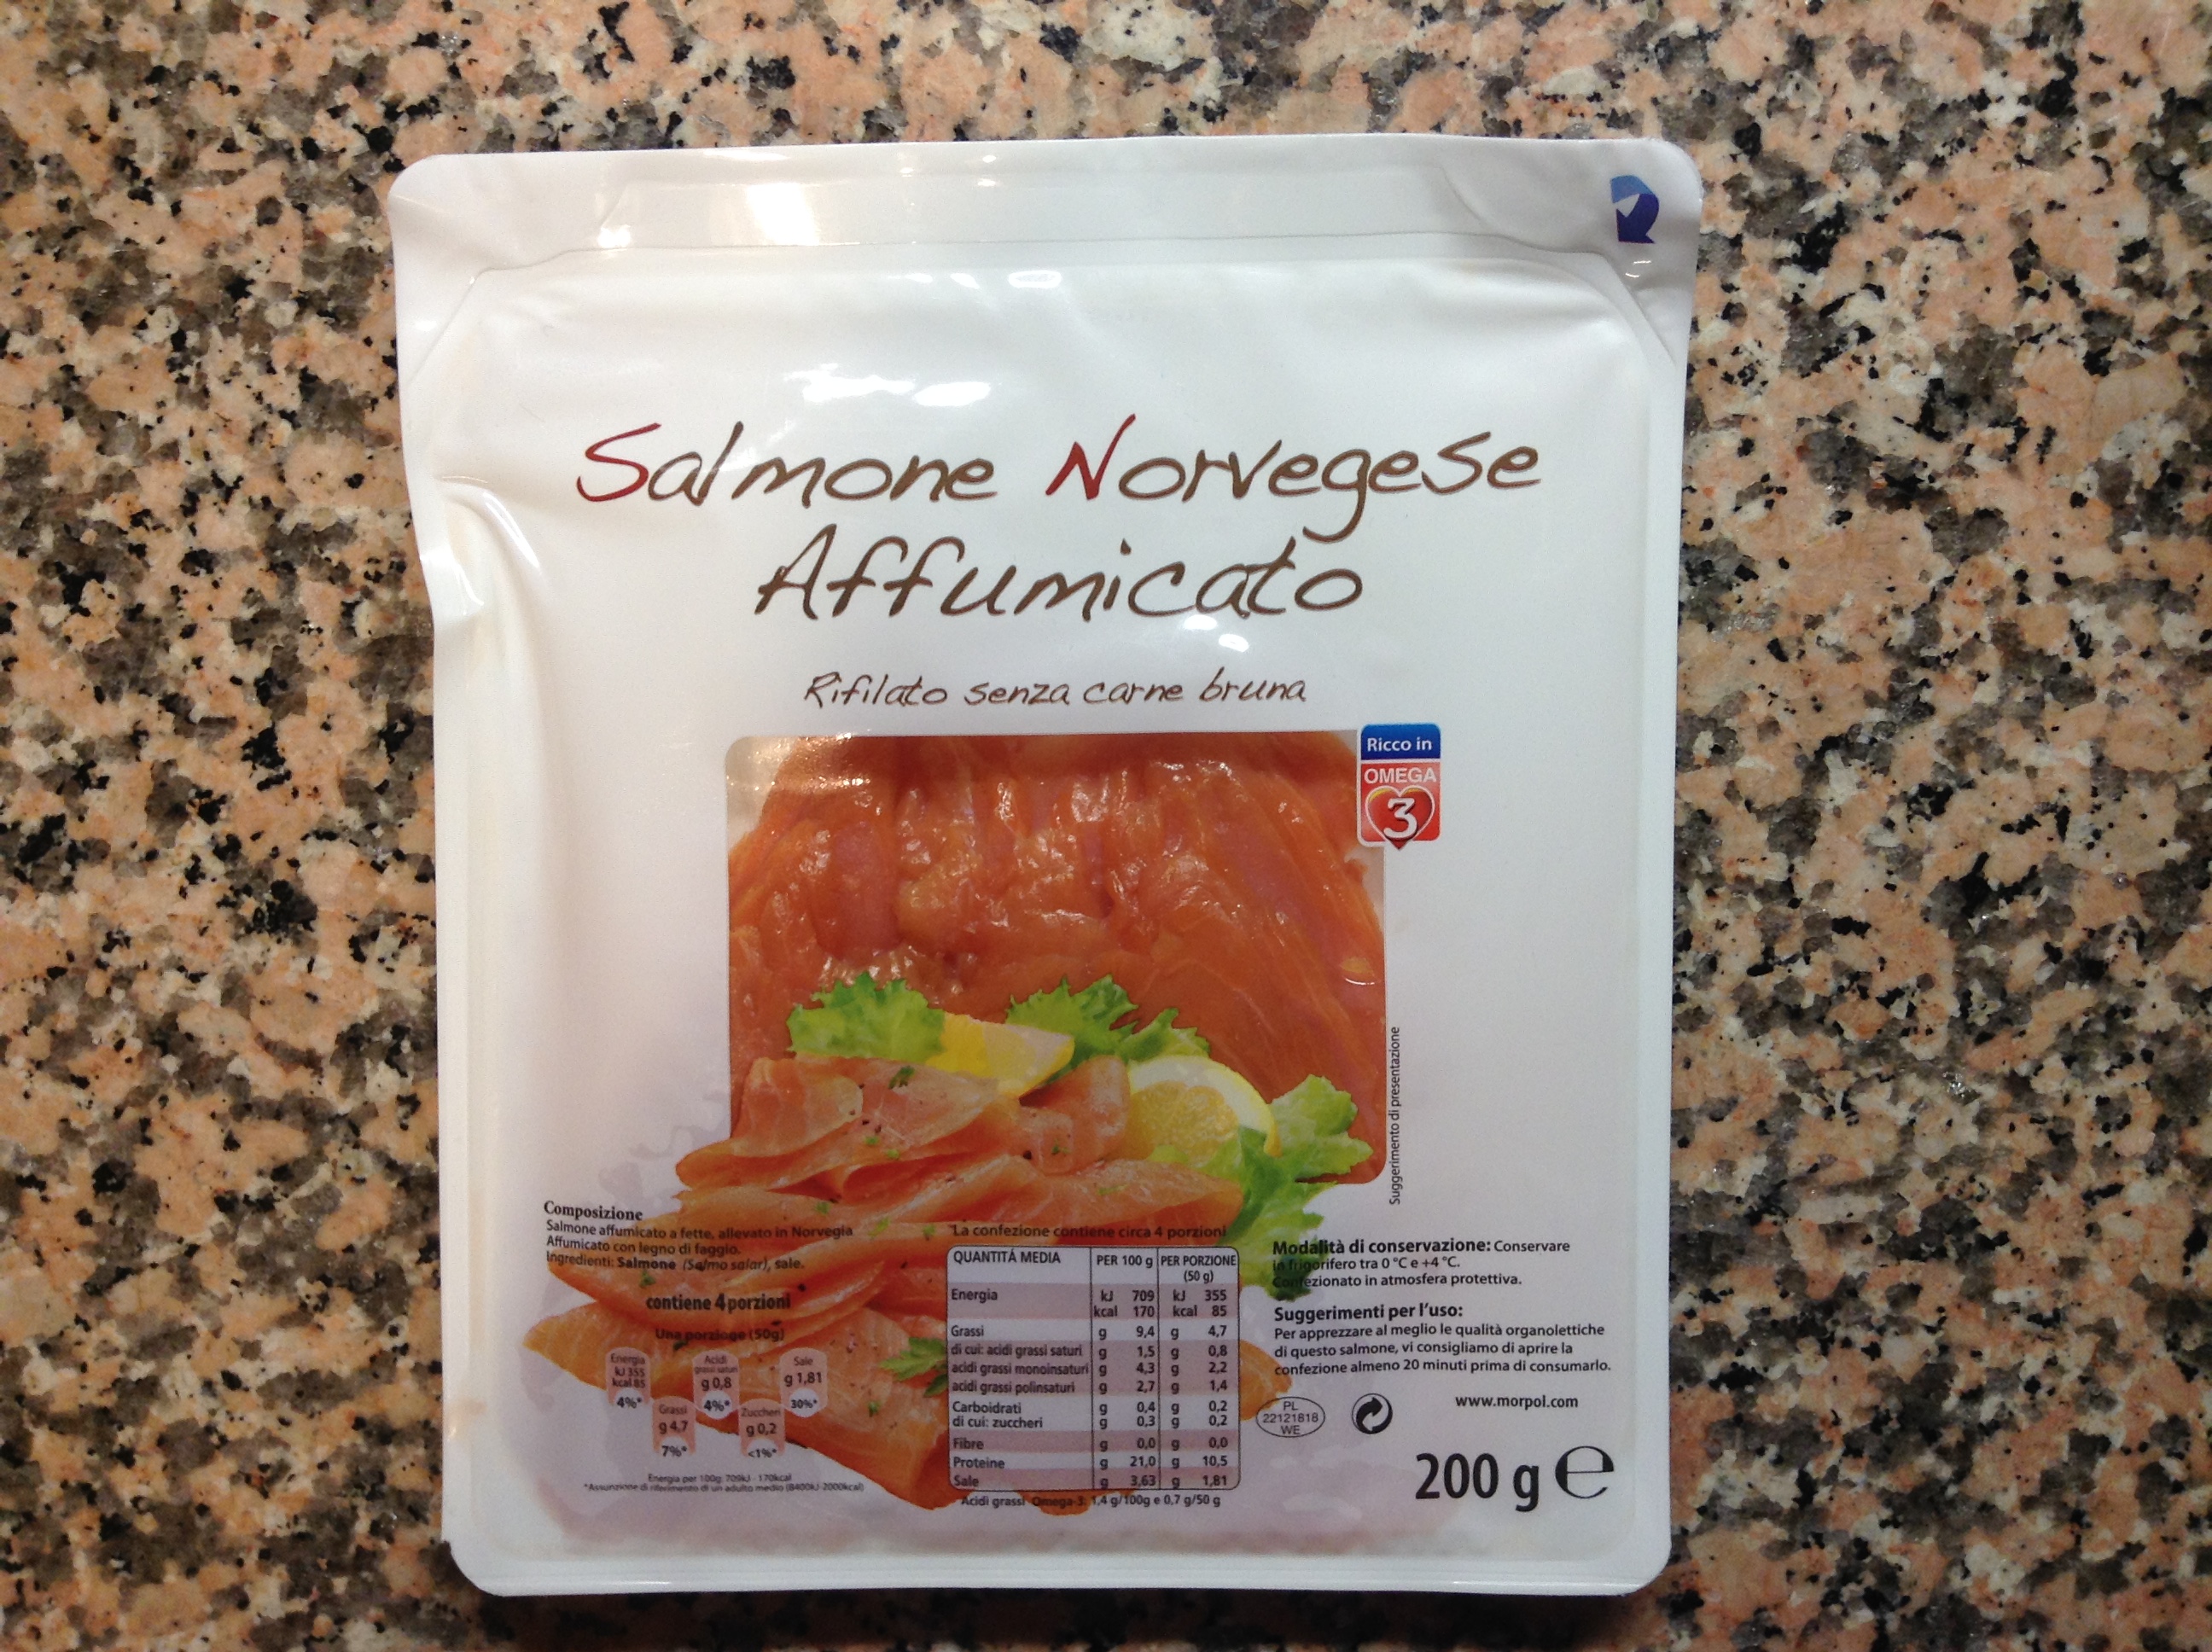 Salmone Norvegese
Affumicato
Rifilato senza carne bruna
Ricco in
OMEGA
3
Suggerimento di presentazione
Composizione
Salmone affumicato a fette, allevato in Norvegia
Affumicato con legno di faggio.
Ingredienti: Salmone (Salmo salar), sale.
contiene 4 porzioni
Una porzione (50g)
Energia
kJ 355
kcal 85
4%*
Grassi
g 4,7
7%*
Acidi
grassi saturi
g 0,8
4%*
Zuccheri
g 0,2
<1%*
Sale
g 1,81
30%*
Energia per 100g: 709kJ - 170kcal
*Assunzione di riferimento di un adulto medio (8400kJ-2000kcal)
"La confezione contiene circa 4 porzioni
QUANTITÁ MEDIA PER 100 g PER PORZIONE
(50 g)
Energia kJ 709 kJ 355
kcal 170 kcal 85
Grassi g 9,4 g 4,7
di cui: acidi grassi saturi g 1,5 g 0,8
acidi grassi monoinsaturi g 4,3 g 2,2
acidi grassi polinsaturi g 2,7 g 1,4
Carboidrati g 0,4 g 0,2
di cui: zuccheri g 0,3 g 0,2
Fibre g 0,0 g 0,0
Proteine g 21,0 g 10,5
Sale g 3,63 g 1,81
Acidi grassi Omega-3: 1,4 g/100g e 0,7 g/50 g
Modalità di conservazione: Conservare
in frigorifero tra 0 °C e +4 °C.
Confezionato in atmosfera protettiva.
Suggerimenti per l'uso:
Per apprezzare al meglio le qualità organolettiche
di questo salmone, vi consigliamo di aprire la
confezione almeno 20 minuti prima di consumarlo.
PL
22121818
WE
www.morpol.com
200 g ℮